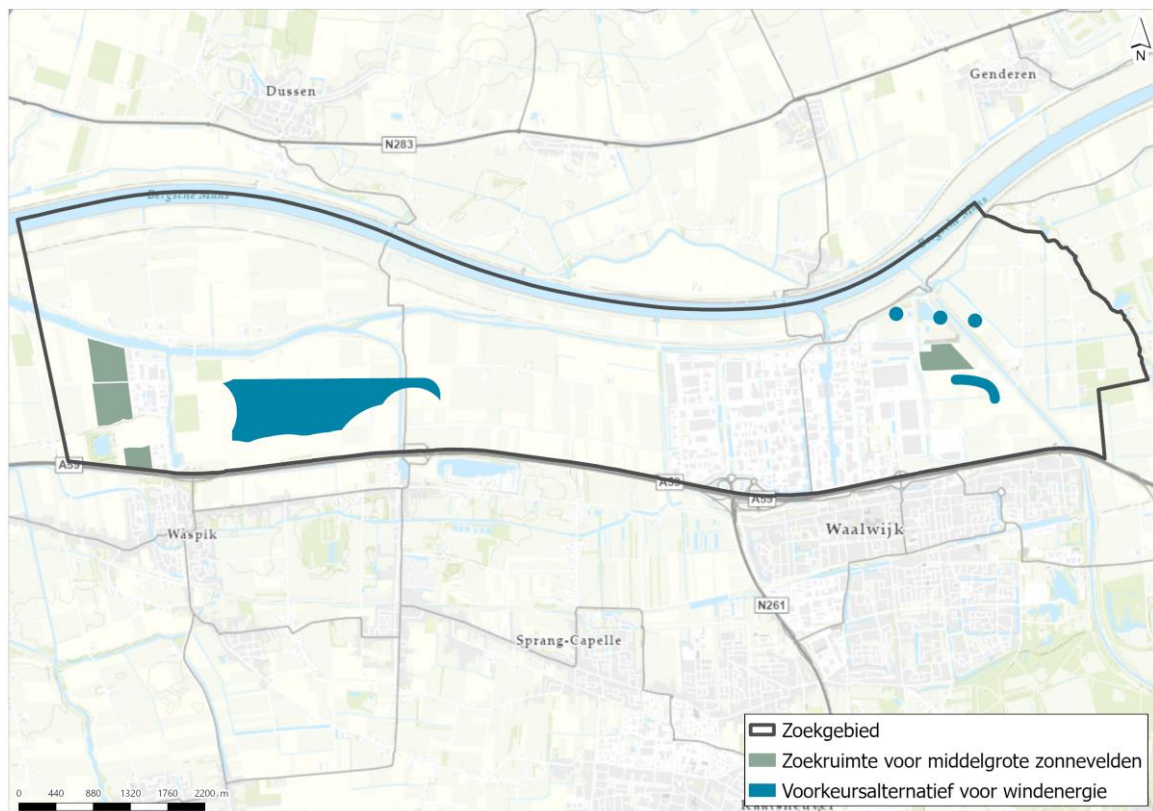 N
Genderen
Dussen
N283
Bergsche Maas
Bergsche Maas
A59
A59
A59
Waspik
Waalwijk
N261
Sprang-Capelle
Kaatsheuvel
Zoekgebied
Zoekruimte voor middelgrote zonnevelden
Voorkeursalternatief voor windenergie
0 440 880 1320 1760 2200 m